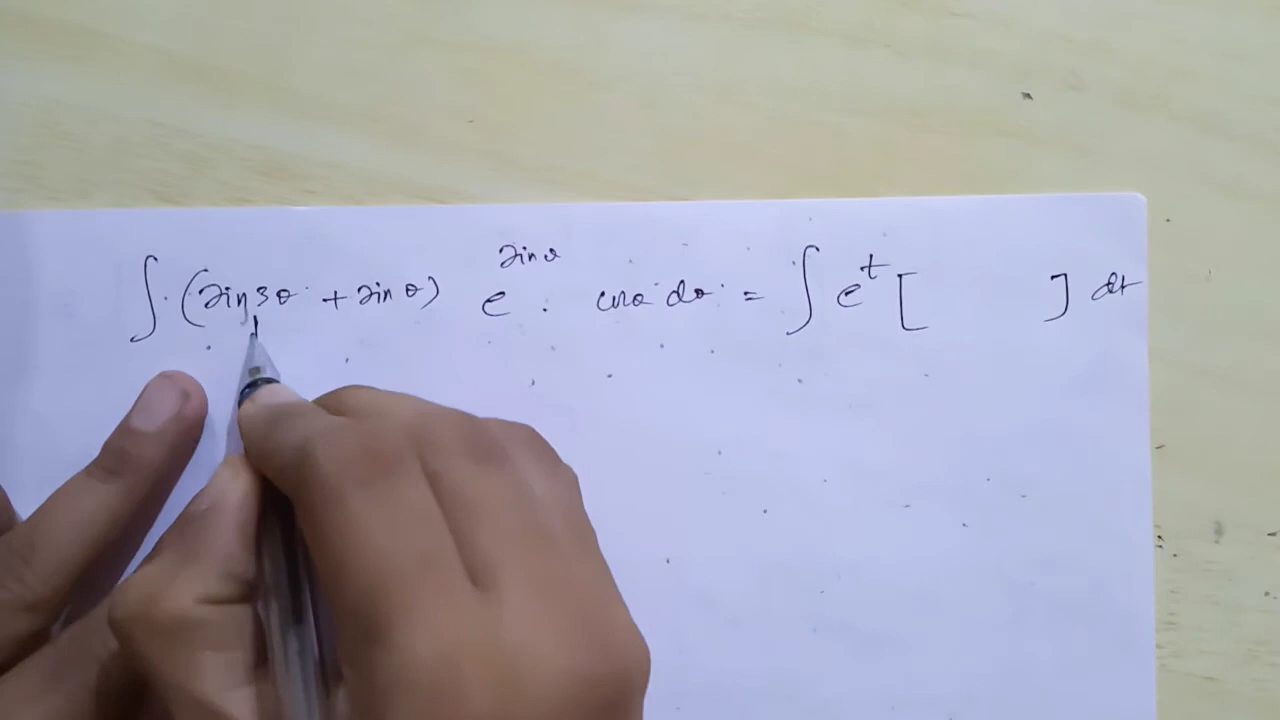 ∫ (sin3θ + sinθ) e^sinθ . cosθ dθ = ∫ e^t [ ] dt